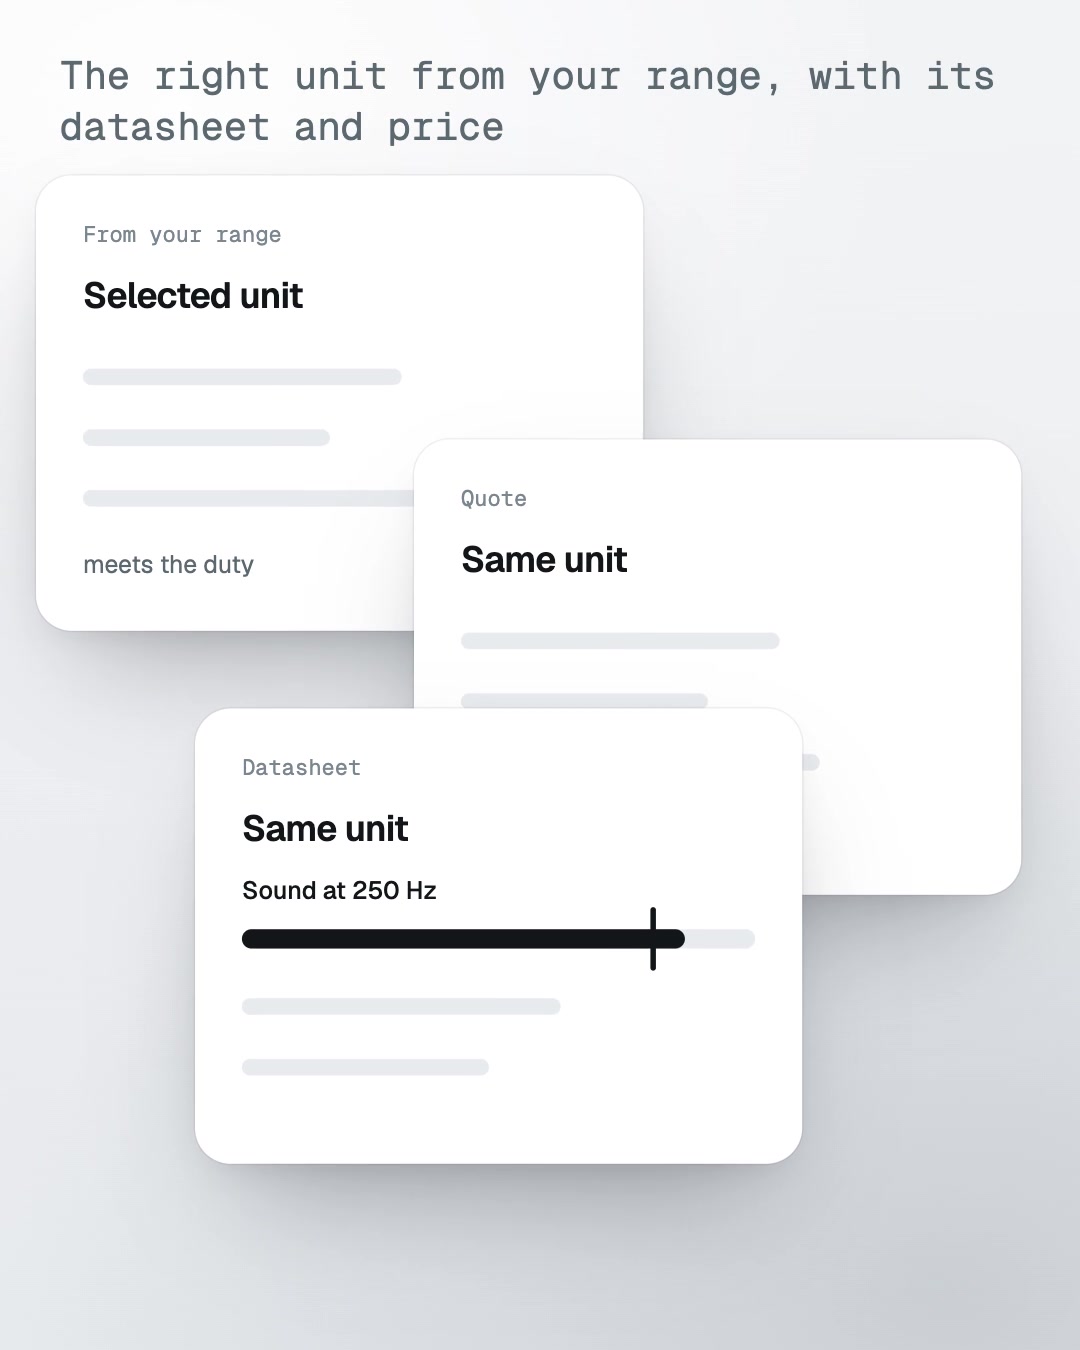 The right unit from your range, with its
datasheet and price
From your range
Selected unit
meets the duty
Quote
Same unit
Datasheet
Same unit
Sound at 250 Hz